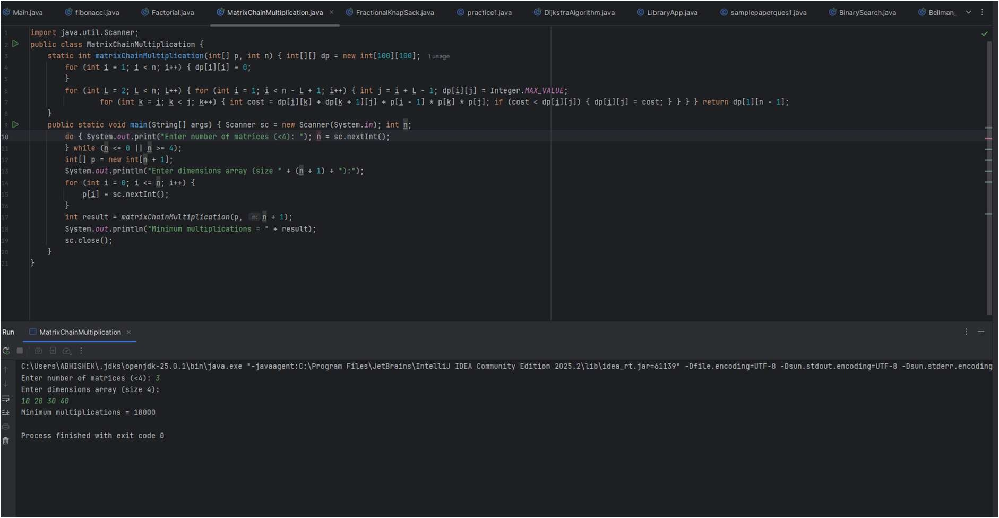 Main.java fibonacci.java Factorial.java MatrixChainMultiplication.java × FractionalKnapSack.java practice1.java DijkstraAlgorithm.java LibraryApp.java samplepaperques1.java BinarySearch.java Bellman_
1 import java.util.Scanner;
2 public class MatrixChainMultiplication {
3 static int matrixChainMultiplication(int[] p, int n) { int[][] dp = new int[100][100]; 1 usage
4 for (int i = 1; i < n; i++) { dp[i][i] = 0;
5 }
6 for (int L = 2; L < n; L++) { for (int i = 1; i < n - L + 1; i++) { int j = i + L - 1; dp[i][j] = Integer.MAX_VALUE;
7 for (int k = i; k < j; k++) { int cost = dp[i][k] + dp[k + 1][j] + p[i - 1] * p[k] * p[j]; if (cost < dp[i][j]) { dp[i][j] = cost; } } } } return dp[1][n - 1];
8 }
9 public static void main(String[] args) { Scanner sc = new Scanner(System.in); int n;
10 do { System.out.print("Enter number of matrices (<4): "); n = sc.nextInt();
11 } while (n <= 0 || n >= 4);
12 int[] p = new int[n + 1];
13 System.out.println("Enter dimensions array (size " + (n + 1) + "):");
14 for (int i = 0; i <= n; i++) {
15 p[i] = sc.nextInt();
16 }
17 int result = matrixChainMultiplication(p, n: n + 1);
18 System.out.println("Minimum multiplications = " + result);
19 sc.close();
20 }
21 }
Run MatrixChainMultiplication ×
C:\Users\ABHISHEK\.jdks\openjdk-25.0.1\bin\java.exe "-javaagent:C:\Program Files\JetBrains\IntelliJ IDEA Community Edition 2025.2\lib\idea_rt.jar=61139" -Dfile.encoding=UTF-8 -Dsun.stdout.encoding=UTF-8 -Dsun.stderr.encoding
Enter number of matrices (<4): 3
Enter dimensions array (size 4):
10 20 30 40
Minimum multiplications = 18000
Process finished with exit code 0